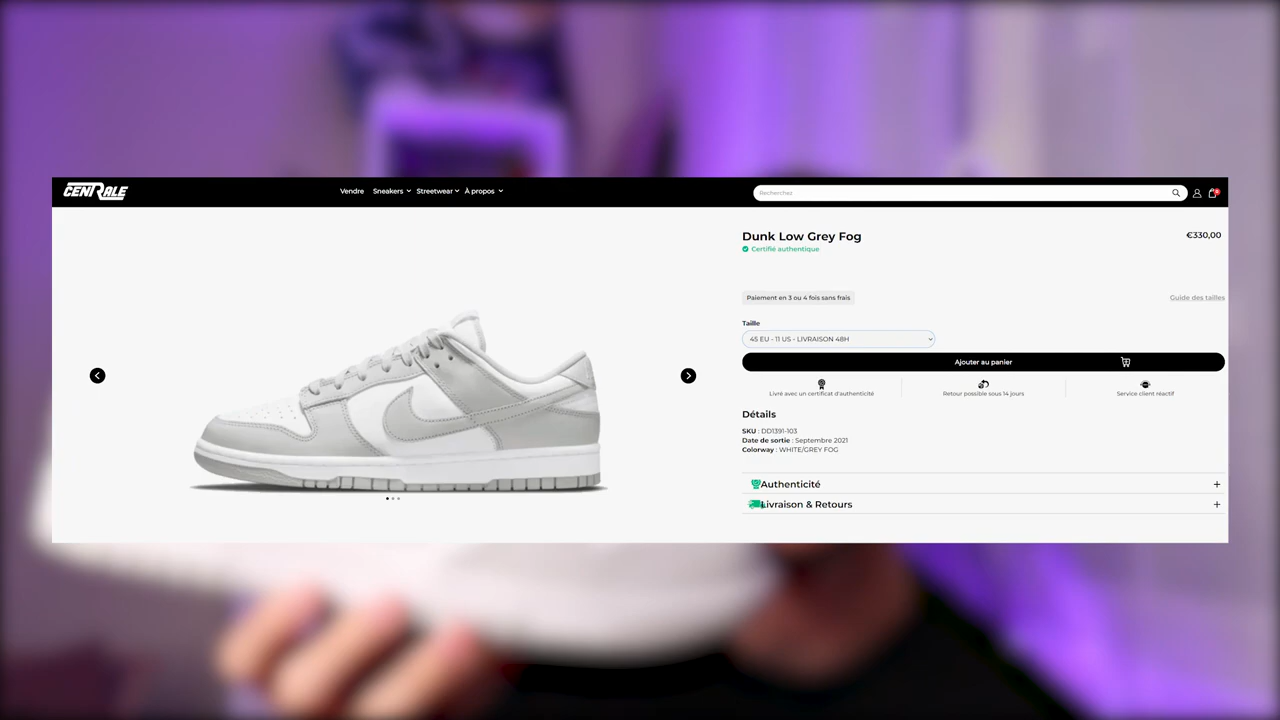 CENTRALE
Vendre Sneakers Streetwear À propos
Recherchez
Dunk Low Grey Fog
€330,00
Certifié authentique
Paiement en 3 ou 4 fois sans frais
Guide des tailles
Taille
45 EU - 11 US - LIVRAISON 48H
Ajouter au panier
Livré avec un certificat d'authenticité
Retour possible sous 14 jours
Service client réactif
Détails
SKU : DD1391-103
Date de sortie : Septembre 2021
Colorway : WHITE/GREY FOG
Authenticité
Livraison & Retours